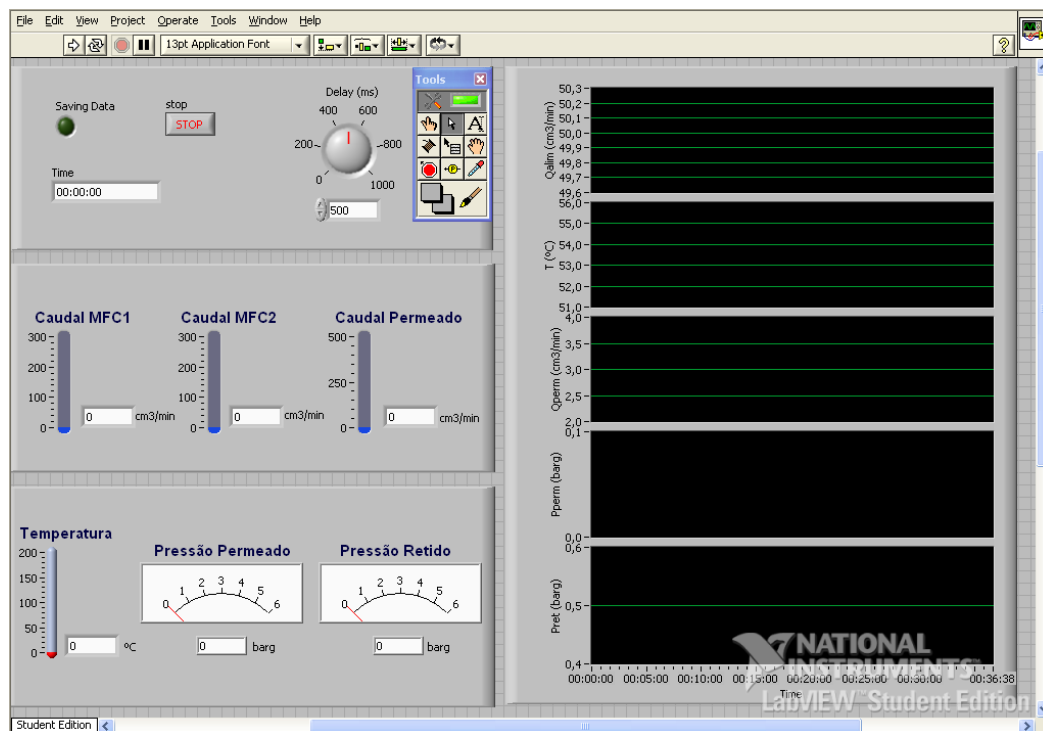 File Edit View Project Operate Tools Window Help
13pt Application Font
?
Saving Data
stop
STOP
Time
00:00:00
Delay (ms)
400 600
200 800
0 1000
500
Tools
A
P
Caudal MFC1
300
200
100
0
0 cm3/min
Caudal MFC2
300
200
100
0
0 cm3/min
Caudal Permeado
500
250
0
0 cm3/min
Temperatura
200
150
100
50
0
0 ºC
Pressão Permeado
0 1 2 3 4 5 6
0 barg
Pressão Retido
0 1 2 3 4 5 6
0 barg
Qalim (cm3/min)
50,3
50,2
50,1
50,0
49,9
49,8
49,7
49,6
T (ºC)
56,0
55,0
54,0
53,0
52,0
51,0
Qperm (cm3/min)
4,0
3,5
3,0
2,5
2,0
Pperm (barg)
0,1
0,0
Pret (barg)
0,6
0,5
0,4
00:00:00 00:05:00 00:10:00 00:15:00 00:20:00 00:25:00 00:30:00 00:36:38
Time
NATIONAL
INSTRUMENTS™
LabVIEW™ Student Edition
Student Edition